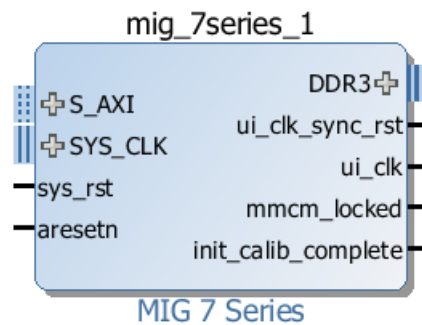 mig_7series_1
DDR3
S_AXI
ui_clk_sync_rst
SYS_CLK
ui_clk
sys_rst
mmcm_locked
aresetn
init_calib_complete
MIG 7 Series